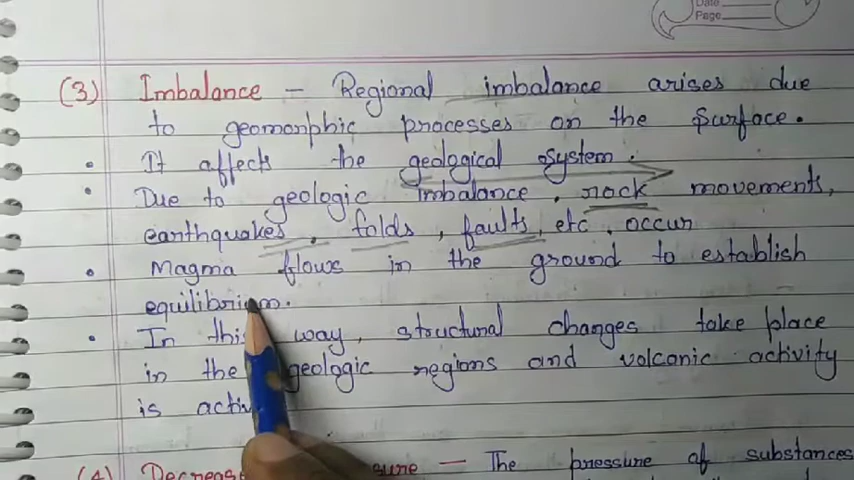 Date
Page
(3) Imbalance - Regional imbalance arises due
to geomorphic processes on the surface.
• It affects the geological system.
• Due to geologic imbalance, rock movements,
earthquakes, folds, faults, etc. occur
• Magma flows in the ground to establish
equilibrium.
• In this way, structural changes take place
in the geologic regions and volcanic activity
is
(4) — The pressure of substances